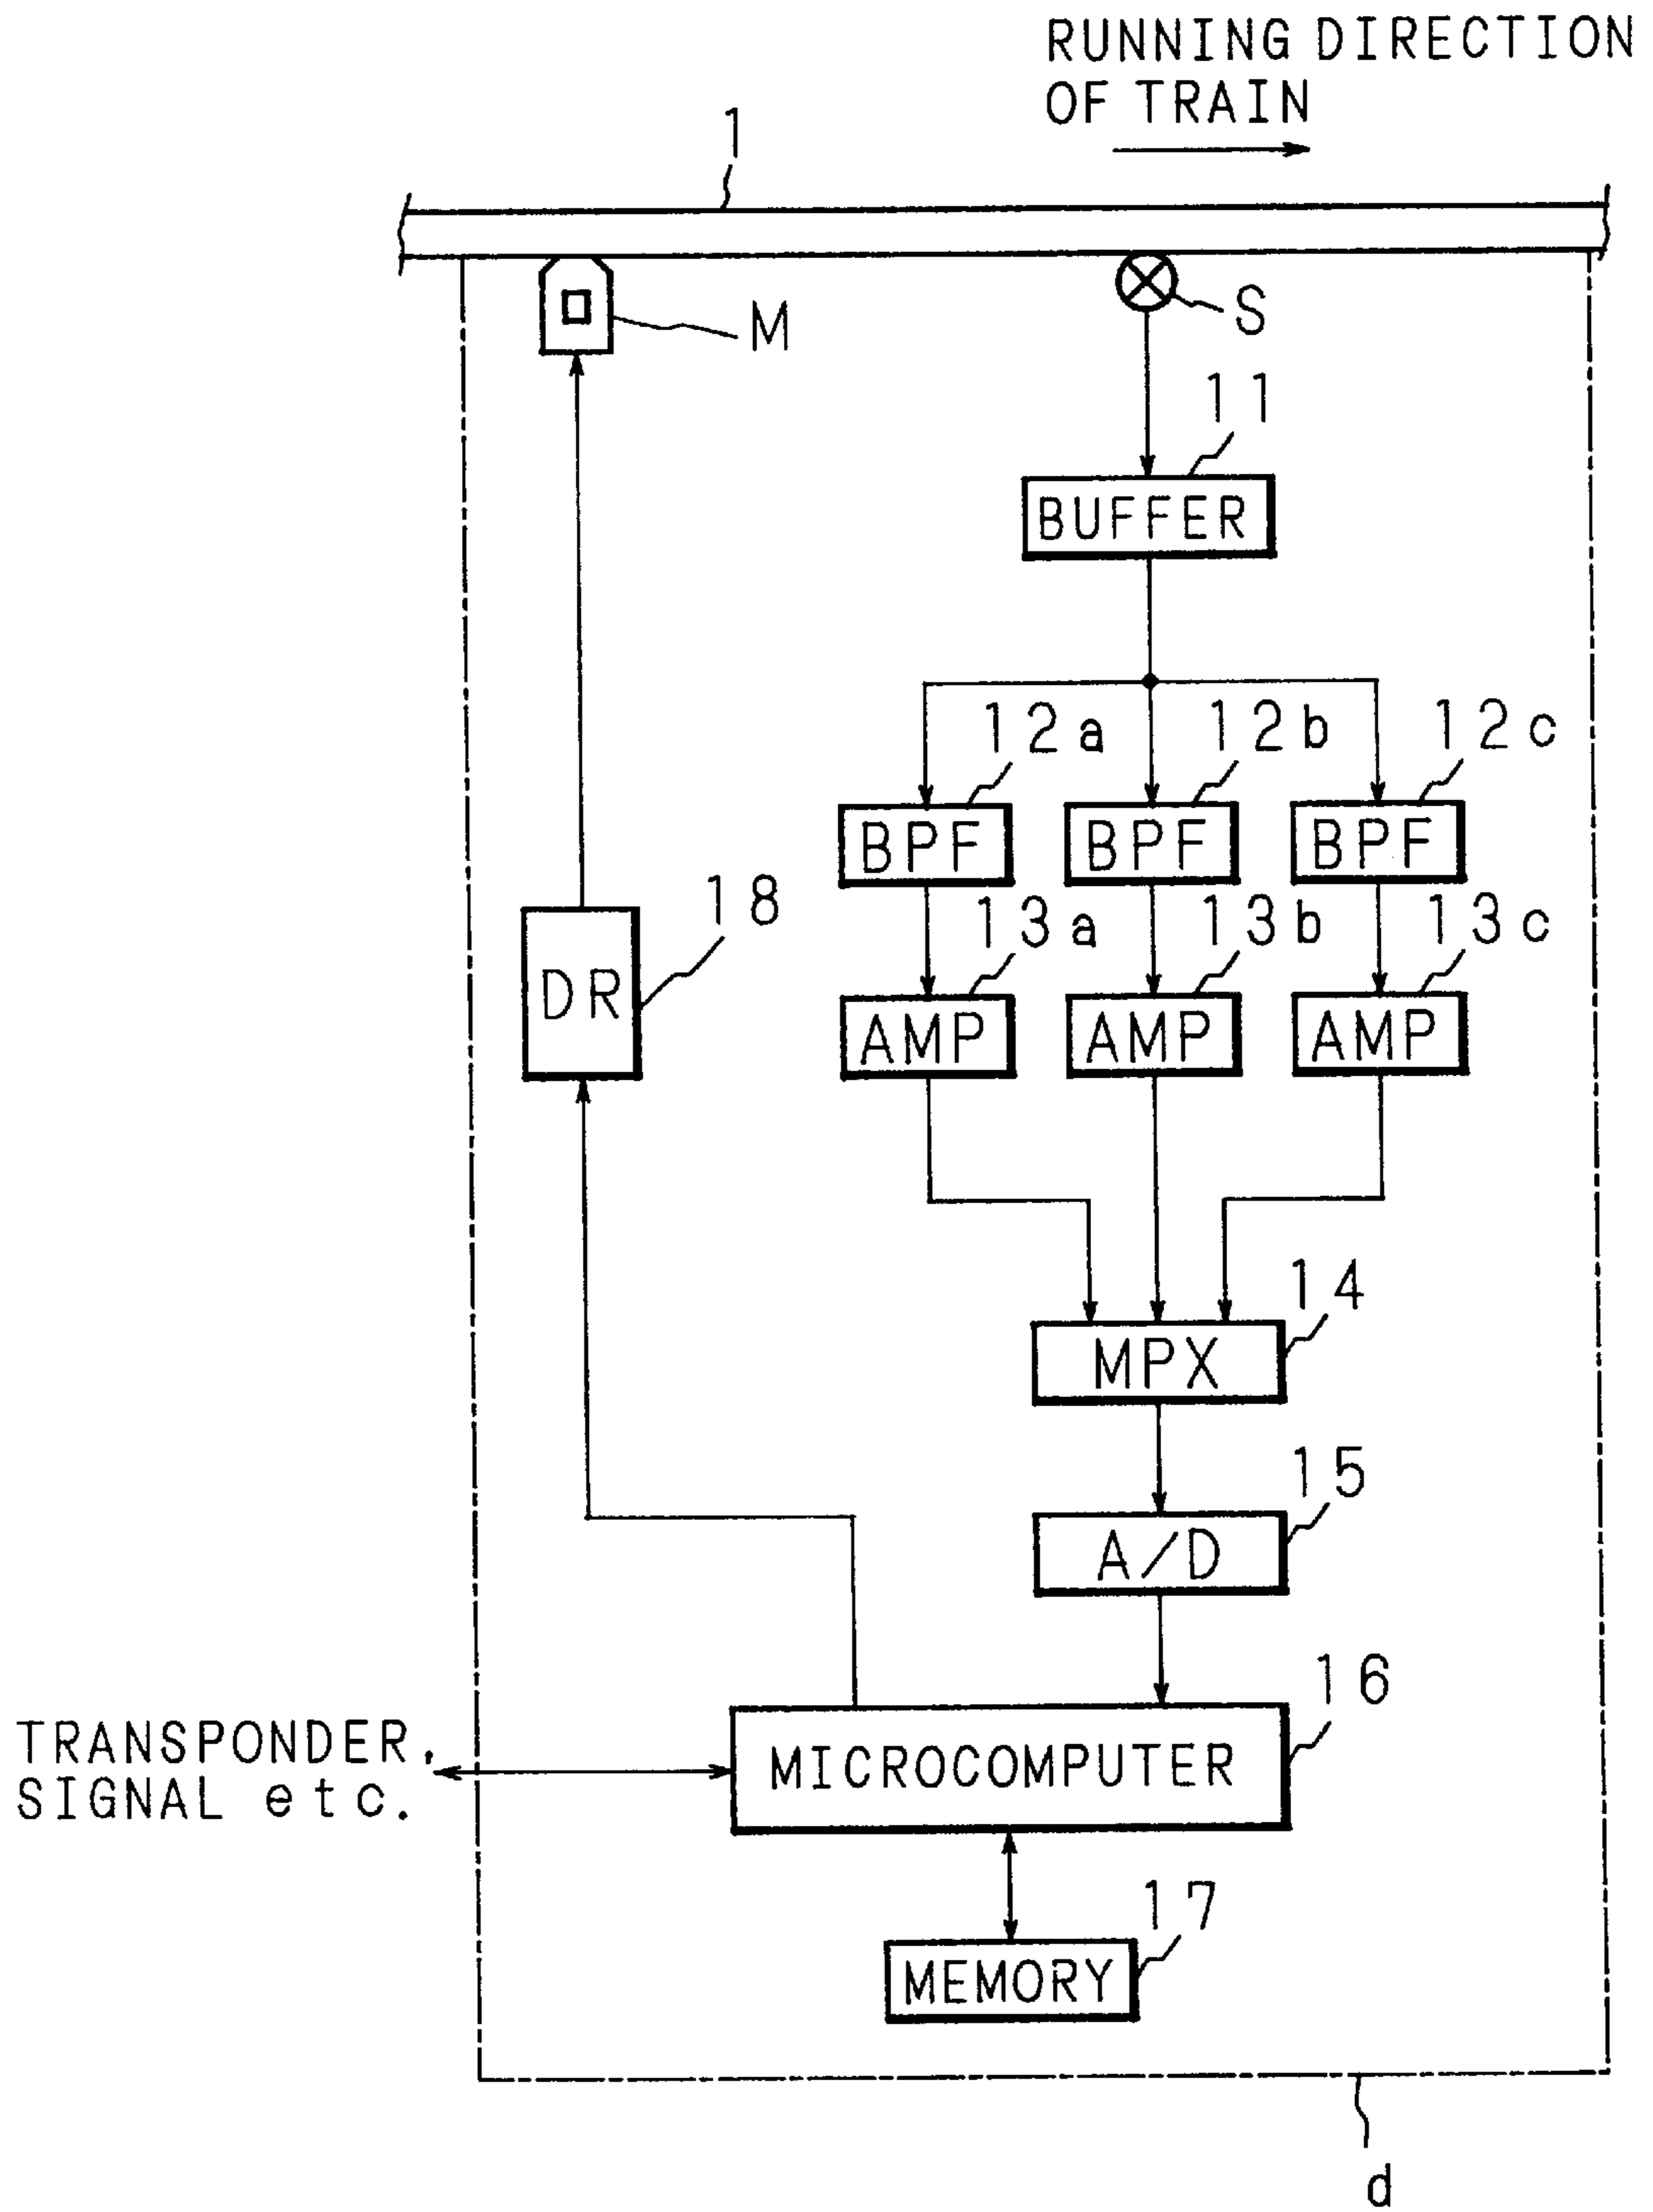 RUNNING DIRECTION
OF TRAIN
1
M
S
11
BUFFER
12a
12b
12c
BPF
BPF
BPF
18
13a
13b
13c
DR
AMP
AMP
AMP
14
MPX
15
A/D
16
TRANSPONDER,
SIGNAL etc.
MICROCOMPUTER
17
MEMORY
d